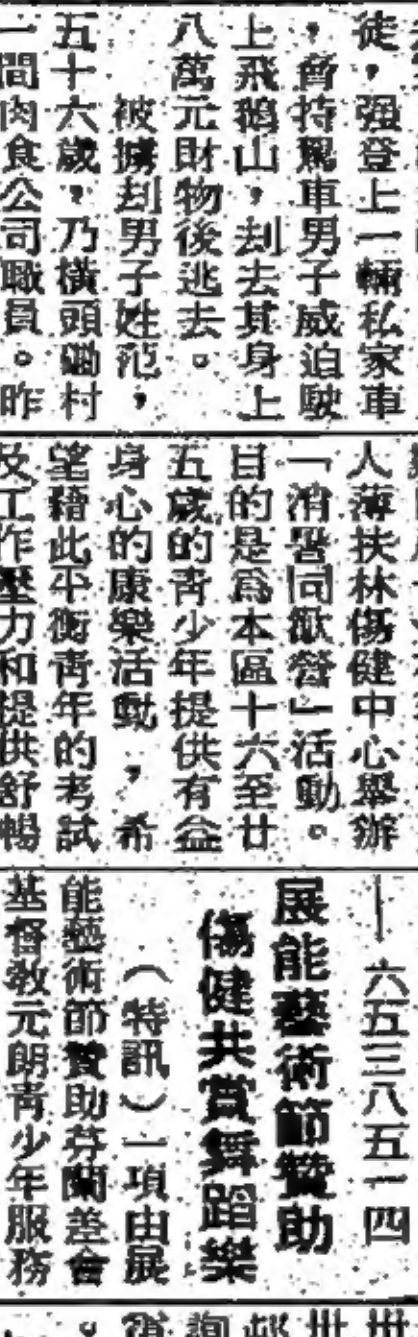 徒，强登上一輛私家車
，脅持駕車男子威迫駛
上飛鵝山，刦去其身上
八萬元財物後逃去。
被擄刦男子姓范，
五十六歲，乃橫頭磡村
一間肉食公司職員。昨
人薄扶林傷健中心舉辦
「消暑同歡營」活動。
目的是爲本區十六至廿
五歲的靑少年提供有益
身心的康樂活動，希
望藉此平衡靑年的考試
及工作壓力和提供舒暢
—六五三八五一四
展能藝術節贊助
傷健共賞舞蹈樂
（特訊）一項由展
能藝術節贊助芬蘭差會
基督敎元朗靑少年服務